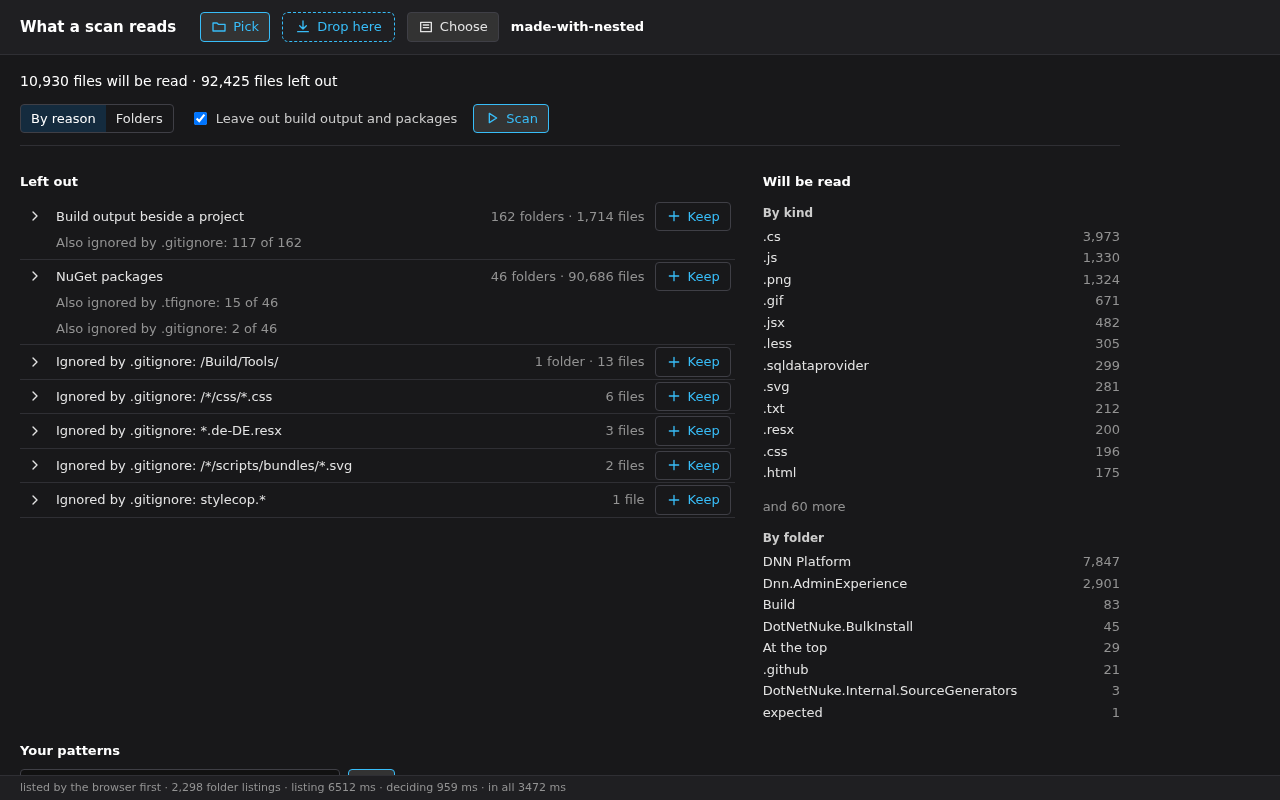 What a scan reads
Pick
Drop here
Choose
made-with-nested
10,930 files will be read · 92,425 files left out
By reason
Folders
Leave out build output and packages
Scan
Left out
Build output beside a project 162 folders · 1,714 files Keep
Also ignored by .gitignore: 117 of 162
NuGet packages 46 folders · 90,686 files Keep
Also ignored by .tfignore: 15 of 46
Also ignored by .gitignore: 2 of 46
Ignored by .gitignore: /Build/Tools/ 1 folder · 13 files Keep
Ignored by .gitignore: /*/css/*.css 6 files Keep
Ignored by .gitignore: *.de-DE.resx 3 files Keep
Ignored by .gitignore: /*/scripts/bundles/*.svg 2 files Keep
Ignored by .gitignore: stylecop.* 1 file Keep
Will be read
By kind
.cs 3,973
.js 1,330
.png 1,324
.gif 671
.jsx 482
.less 305
.sqldataprovider 299
.svg 281
.txt 212
.resx 200
.css 196
.html 175
and 60 more
By folder
DNN Platform 7,847
Dnn.AdminExperience 2,901
Build 83
DotNetNuke.BulkInstall 45
At the top 29
.github 21
DotNetNuke.Internal.SourceGenerators 3
expected 1
Your patterns
listed by the browser first · 2,298 folder listings · listing 6512 ms · deciding 959 ms · in all 3472 ms